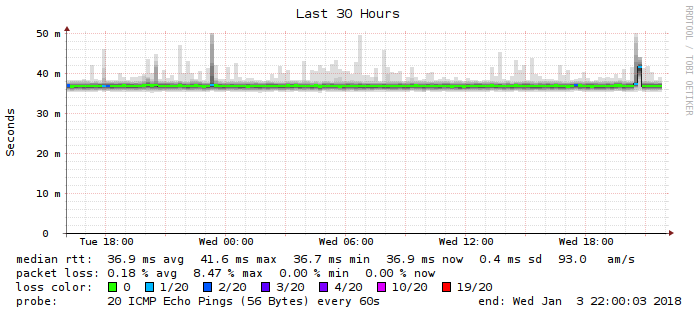 Last 30 Hours
RRDTOOL / TOBI OETIKER
Seconds
50 m
40 m
30 m
20 m
10 m
0
Tue 18:00 Wed 00:00 Wed 06:00 Wed 12:00 Wed 18:00
median rtt: 36.9 ms avg 41.6 ms max 36.7 ms min 36.9 ms now 0.4 ms sd 93.0 am/s
packet loss: 0.18 % avg 8.47 % max 0.00 % min 0.00 % now
loss color: 0 1/20 2/20 3/20 4/20 10/20 19/20
probe: 20 ICMP Echo Pings (56 Bytes) every 60s end: Wed Jan 3 22:00:03 2018